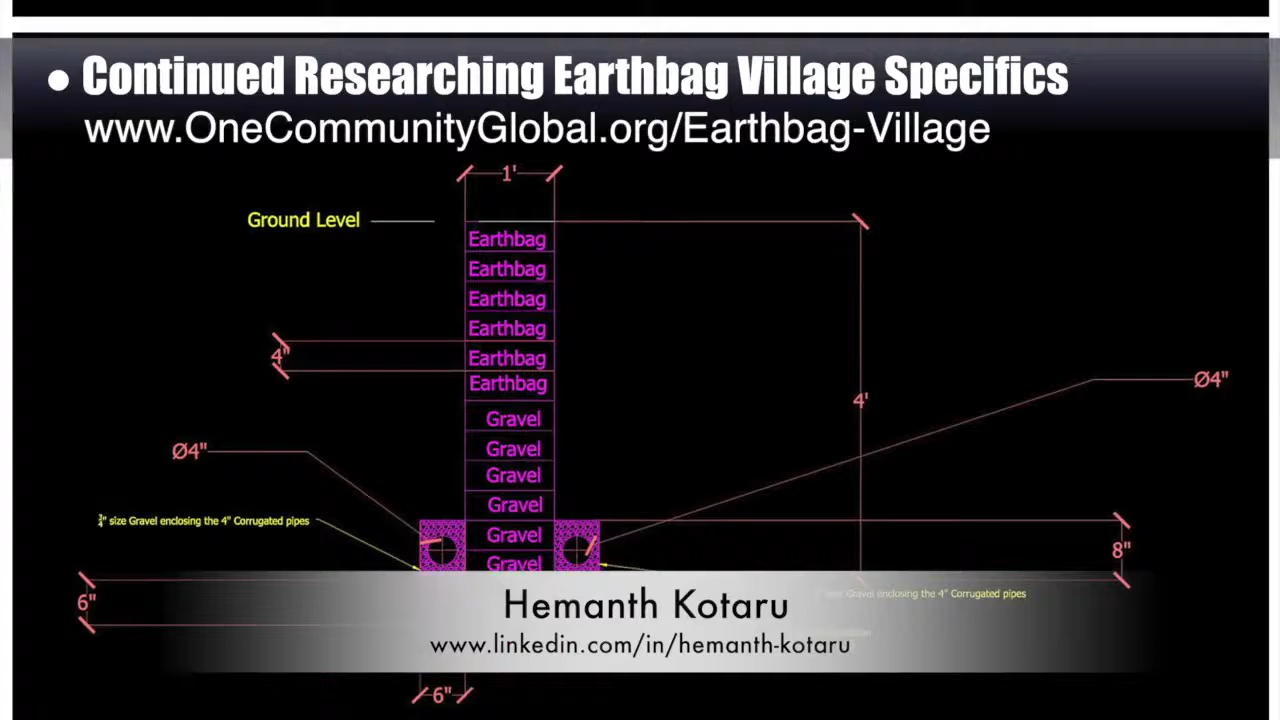 ● Continued Researching Earthbag Village Specifics
www.OneCommunityGlobal.org/Earthbag-Village
1'
Ground Level
Earthbag
Earthbag
Earthbag
Earthbag
4"
Earthbag
Earthbag
Ø4"
4'
Gravel
Gravel
Ø4"
Gravel
Gravel
¾" size Gravel enclosing the 4" Corrugated pipes
Gravel
8"
Gravel
Gravel enclosing the 4" Corrugated pipes
6"
Hemanth Kotaru
www.linkedin.com/in/hemanth-kotaru
6"